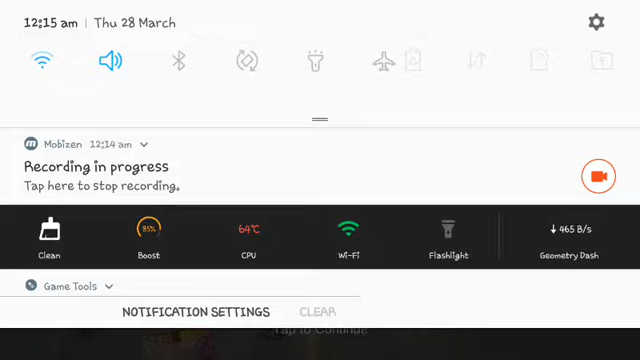 12:15 am | Thu 28 March
Mobizen 12:14 am
Recording in progress
Tap here to stop recording.
85%
64°C
465 B/s
Clean
Boost
CPU
Wi-Fi
Flashlight
Geometry Dash
Game Tools
NOTIFICATION SETTINGS
CLEAR
Tap to Continue